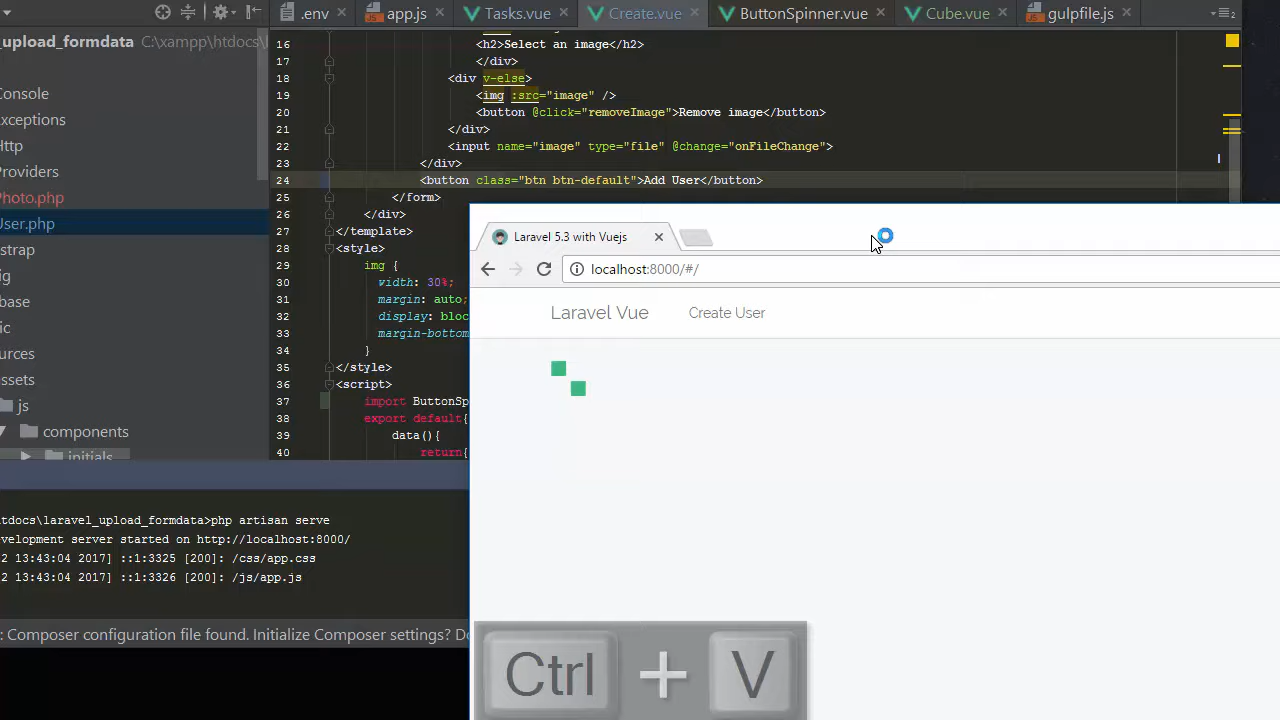 .env
app.js
Tasks.vue
Create.vue
ButtonSpinner.vue
Cube.vue
gulpfile.js
_upload_formdata C:\xampp\htdocs\
Console
Exceptions
Http
Providers
Photo.php
User.php
strap
ig
base
ic
ources
assets
js
components
initials
16 <h2>Select an image</h2>
17 </div>
18 <div v-else>
19 <img :src="image" />
20 <button @click="removeImage">Remove image</button>
21 </div>
22 <input name="image" type="file" @change="onFileChange">
23 </div>
24 <button class="btn btn-default">Add User</button>
25 </form>
26 </div>
27 </template>
28 <style>
29 img {
30 width: 30%;
31 margin: auto;
32 display: bloc
33 margin-bottom
34 }
35 </style>
36 <script>
37 import ButtonSp
38 export default{
39 data(){
40 return{
Laravel 5.3 with Vuejs
localhost:8000/#/
Laravel Vue
Create User
tdocs\laravel_upload_formdata>php artisan serve
velopment server started on http://localhost:8000/
2 13:43:04 2017] ::1:3325 [200]: /css/app.css
2 13:43:04 2017] ::1:3326 [200]: /js/app.js
: Composer configuration file found. Initialize Composer settings? Do
Ctrl + V